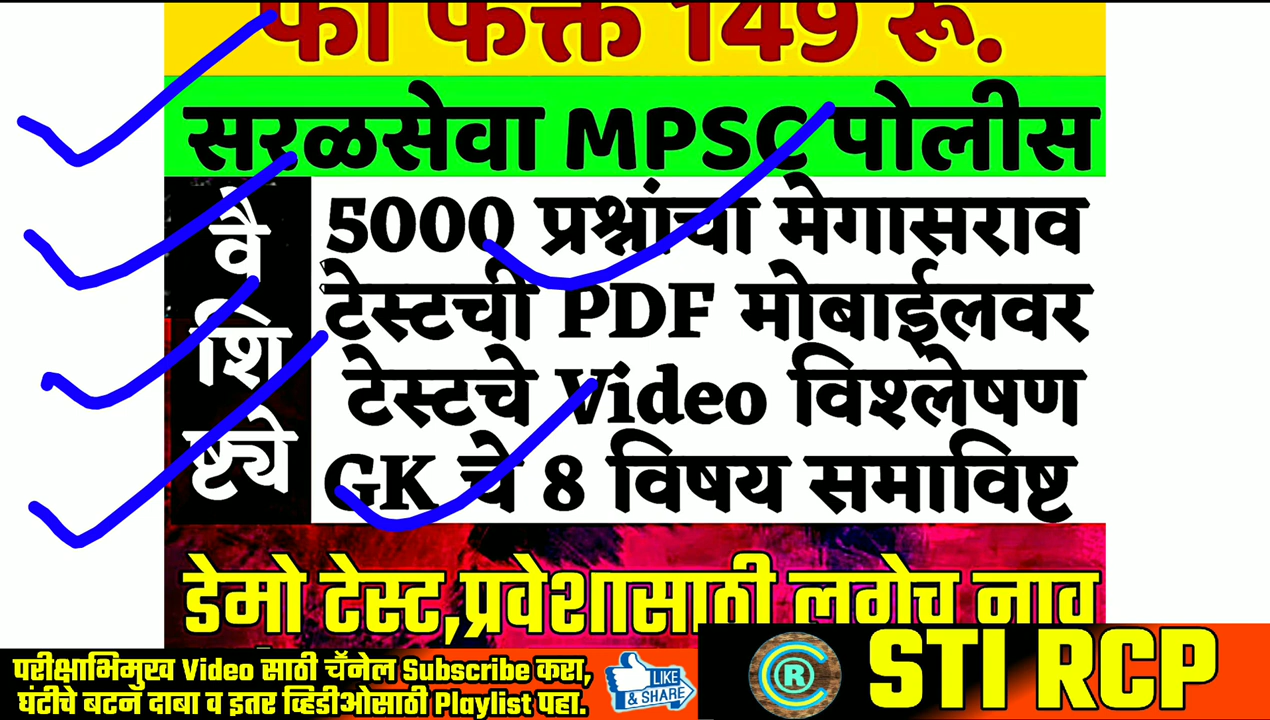 फी फक्त 149 रू.
सरळसेवा MPSC पोलीस
वैशिष्ट्ये
5000 प्रश्नांचा मेगासराव
टेस्टची PDF मोबाईलवर
टेस्टचे Video विश्लेषण
GK चे 8 विषय समाविष्ट
डेमो टेस्ट,प्रवेशासाठी लगेच नाव
परीक्षाभिमुख Video साठी चॅनेल Subscribe करा,
घंटीचे बटन दाबा व इतर व्हिडीओसाठी Playlist पहा.
LIKE
& SHARE
R
STI RCP